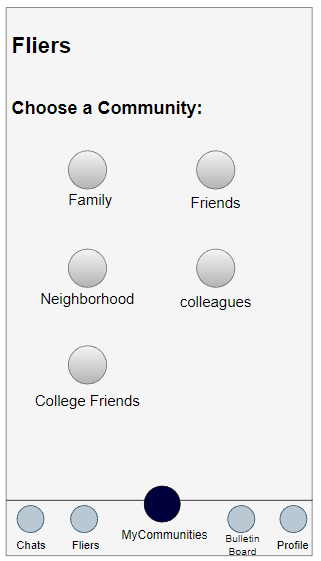 Fliers
Choose a Community:
Family
Friends
Neighborhood
colleagues
College Friends
Chats
Fliers
MyCommunities
Bulletin
Board
Profile